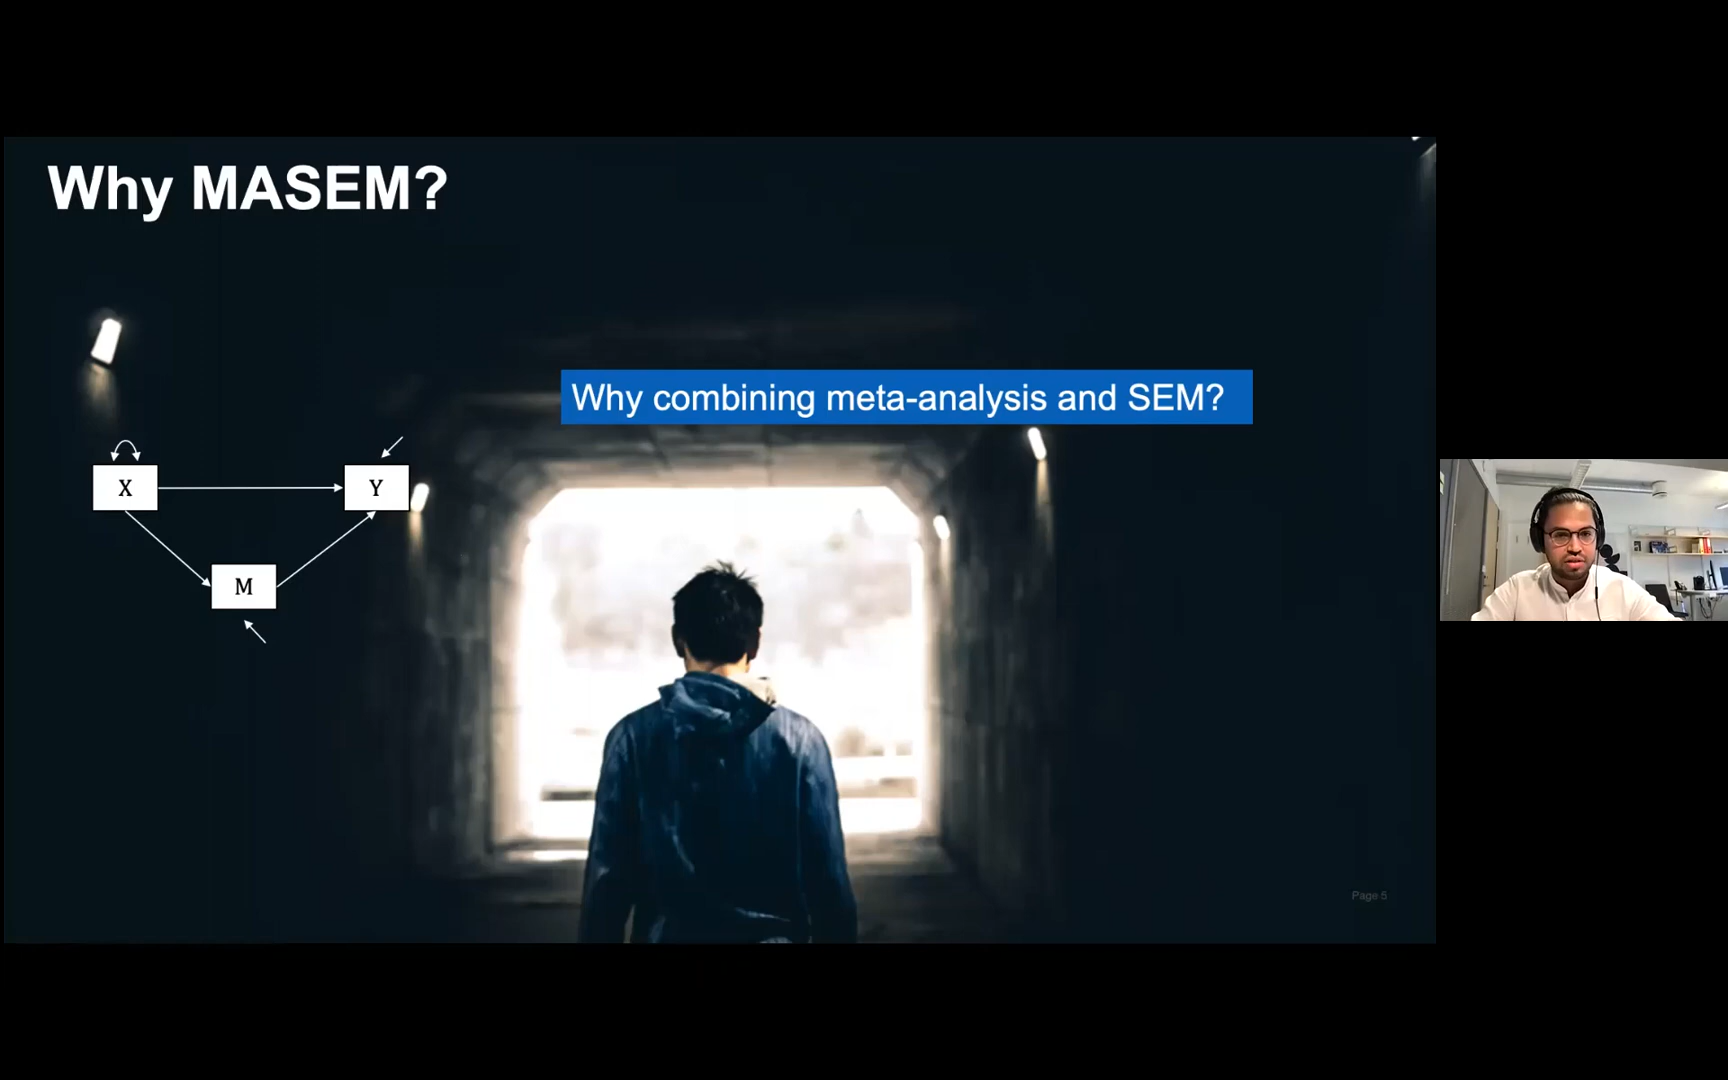 Why MASEM?
Why combining meta-analysis and SEM?
X
Y
M
Page 5